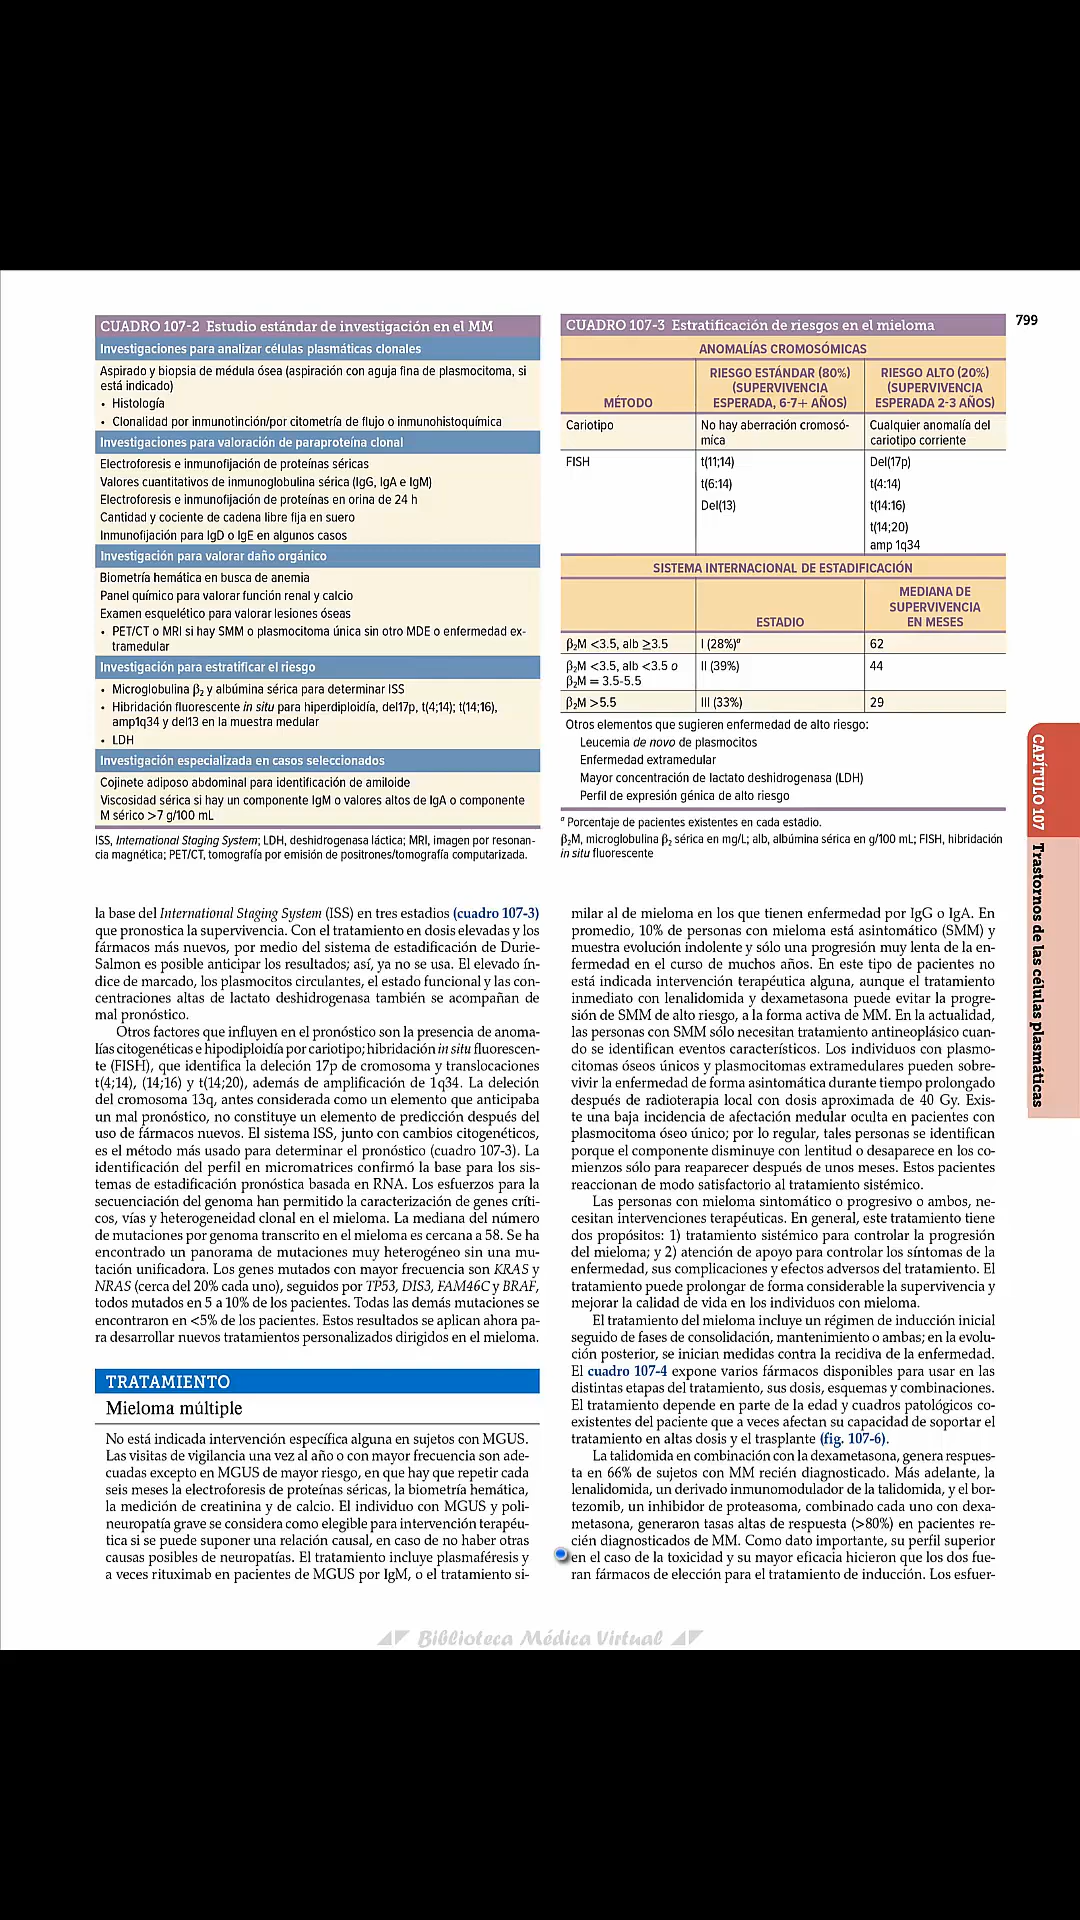 CUADRO 107-2 Estudio estándar de investigación en el MM
Investigaciones para analizar células plasmáticas clonales
Aspirado y biopsia de médula ósea (aspiración con aguja fina de plasmocitoma, si
está indicado)
• Histología
• Clonalidad por inmunotinción/por citometría de flujo o inmunohistoquímica
Investigaciones para valoración de paraproteína clonal
Electroforesis e inmunofijación de proteínas séricas
Valores cuantitativos de inmunoglobulina sérica (IgG, IgA e IgM)
Electroforesis e inmunofijación de proteínas en orina de 24 h
Cantidad y cociente de cadena libre fija en suero
Inmunofijación para IgD o IgE en algunos casos
Investigación para valorar daño orgánico
Biometría hemática en busca de anemia
Panel químico para valorar función renal y calcio
Examen esquelético para valorar lesiones óseas
• PET/CT o MRI si hay SMM o plasmocitoma única sin otro MDE o enfermedad ex-
tramedular
Investigación para estratificar el riesgo
• Microglobulina β₂ y albúmina sérica para determinar ISS
• Hibridación fluorescente in situ para hiperdiploidía, del17p, t(4;14); t(14;16),
amp1q34 y del13 en la muestra medular
• LDH
Investigación especializada en casos seleccionados
Cojinete adiposo abdominal para identificación de amiloide
Viscosidad sérica si hay un componente IgM o valores altos de IgA o componente
M sérico >7 g/100 mL
ISS, International Staging System; LDH, deshidrogenasa láctica; MRI, imagen por resonan-
cia magnética; PET/CT, tomografía por emisión de positrones/tomografía computarizada.
CUADRO 107-3 Estratificación de riesgos en el mieloma
ANOMALÍAS CROMOSÓMICAS
MÉTODO
RIESGO ESTÁNDAR (80%)
(SUPERVIVENCIA
ESPERADA, 6-7+ AÑOS)
RIESGO ALTO (20%)
(SUPERVIVENCIA
ESPERADA 2-3 AÑOS)
Cariotipo
No hay aberración cromosó-
mica
Cualquier anomalía del
cariotipo corriente
FISH
t(11;14)
t(6:14)
Del(13)
Del(17p)
t(4:14)
t(14:16)
t(14;20)
amp 1q34
SISTEMA INTERNACIONAL DE ESTADIFICACIÓN
ESTADIO
MEDIANA DE
SUPERVIVENCIA
EN MESES
β₂M <3.5, alb ≥3.5 I (28%)ª 62
β₂M <3.5, alb <3.5 o II (39%) 44
β₂M = 3.5-5.5
β₂M >5.5 III (33%) 29
Otros elementos que sugieren enfermedad de alto riesgo:
Leucemia de novo de plasmocitos
Enfermedad extramedular
Mayor concentración de lactato deshidrogenasa (LDH)
Perfil de expresión génica de alto riesgo
ª Porcentaje de pacientes existentes en cada estadio.
β₂M, microglobulina β₂ sérica en mg/L; alb, albúmina sérica en g/100 mL; FISH, hibridación
in situ fluorescente
799
CAPÍTULO 107 Trastornos de las células plasmáticas
la base del International Staging System (ISS) en tres estadios (cuadro 107-3)
que pronostica la supervivencia. Con el tratamiento en dosis elevadas y los
fármacos más nuevos, por medio del sistema de estadificación de Durie-
Salmon es posible anticipar los resultados; así, ya no se usa. El elevado ín-
dice de marcado, los plasmocitos circulantes, el estado funcional y las con-
centraciones altas de lactato deshidrogenasa también se acompañan de
mal pronóstico.
Otros factores que influyen en el pronóstico son la presencia de anoma-
lías citogenéticas e hipodiploidía por cariotipo; hibridación in situ fluorescen-
te (FISH), que identifica la deleción 17p de cromosoma y translocaciones
t(4;14), (14;16) y t(14;20), además de amplificación de 1q34. La deleción
del cromosoma 13q, antes considerada como un elemento que anticipaba
un mal pronóstico, no constituye un elemento de predicción después del
uso de fármacos nuevos. El sistema ISS, junto con cambios citogenéticos,
es el método más usado para determinar el pronóstico (cuadro 107-3). La
identificación del perfil en micromatrices confirmó la base para los sis-
temas de estadificación pronóstica basada en RNA. Los esfuerzos para la
secuenciación del genoma han permitido la caracterización de genes críti-
cos, vías y heterogeneidad clonal en el mieloma. La mediana del número
de mutaciones por genoma transcrito en el mieloma es cercana a 58. Se ha
encontrado un panorama de mutaciones muy heterogéneo sin una mu-
tación unificadora. Los genes mutados con mayor frecuencia son KRAS y
NRAS (cerca del 20% cada uno), seguidos por TP53, DIS3, FAM46C y BRAF,
todos mutados en 5 a 10% de los pacientes. Todas las demás mutaciones se
encontraron en <5% de los pacientes. Estos resultados se aplican ahora pa-
ra desarrollar nuevos tratamientos personalizados dirigidos en el mieloma.
TRATAMIENTO
Mieloma múltiple
No está indicada intervención específica alguna en sujetos con MGUS.
Las visitas de vigilancia una vez al año o con mayor frecuencia son ade-
cuadas excepto en MGUS de mayor riesgo, en que hay que repetir cada
seis meses la electroforesis de proteínas séricas, la biometría hemática,
la medición de creatinina y de calcio. El individuo con MGUS y poli-
neuropatía grave se considera como elegible para intervención terapéu-
tica si se puede suponer una relación causal, en caso de no haber otras
causas posibles de neuropatías. El tratamiento incluye plasmaféresis y
a veces rituximab en pacientes de MGUS por IgM, o el tratamiento si-
milar al de mieloma en los que tienen enfermedad por IgG o IgA. En
promedio, 10% de personas con mieloma está asintomático (SMM) y
muestra evolución indolente y sólo una progresión muy lenta de la en-
fermedad en el curso de muchos años. En este tipo de pacientes no
está indicada intervención terapéutica alguna, aunque el tratamiento
inmediato con lenalidomida y dexametasona puede evitar la progre-
sión de SMM de alto riesgo, a la forma activa de MM. En la actualidad,
las personas con SMM sólo necesitan tratamiento antineoplásico cuan-
do se identifican eventos característicos. Los individuos con plasmo-
citomas óseos únicos y plasmocitomas extramedulares pueden sobre-
vivir la enfermedad de forma asintomática durante tiempo prolongado
después de radioterapia local con dosis aproximada de 40 Gy. Exis-
te una baja incidencia de afectación medular oculta en pacientes con
plasmocitoma óseo único; por lo regular, tales personas se identifican
porque el componente disminuye con lentitud o desaparece en los co-
mienzos sólo para reaparecer después de unos meses. Estos pacientes
reaccionan de modo satisfactorio al tratamiento sistémico.
Las personas con mieloma sintomático o progresivo o ambos, ne-
cesitan intervenciones terapéuticas. En general, este tratamiento tiene
dos propósitos: 1) tratamiento sistémico para controlar la progresión
del mieloma; y 2) atención de apoyo para controlar los síntomas de la
enfermedad, sus complicaciones y efectos adversos del tratamiento. El
tratamiento puede prolongar de forma considerable la supervivencia y
mejorar la calidad de vida en los individuos con mieloma.
El tratamiento del mieloma incluye un régimen de inducción inicial
seguido de fases de consolidación, mantenimiento o ambas; en la evolu-
ción posterior, se inician medidas contra la recidiva de la enfermedad.
El cuadro 107-4 expone varios fármacos disponibles para usar en las
distintas etapas del tratamiento, sus dosis, esquemas y combinaciones.
El tratamiento depende en parte de la edad y cuadros patológicos co-
existentes del paciente que a veces afectan su capacidad de soportar el
tratamiento en altas dosis y el trasplante (fig. 107-6).
La talidomida en combinación con la dexametasona, genera respues-
ta en 66% de sujetos con MM recién diagnosticado. Más adelante, la
lenalidomida, un derivado inmunomodulador de la talidomida, y el bor-
tezomib, un inhibidor de proteasoma, combinado cada uno con dexa-
metasona, generaron tasas altas de respuesta (>80%) en pacientes re-
cién diagnosticados de MM. Como dato importante, su perfil superior
en el caso de la toxicidad y su mayor eficacia hicieron que los dos fue-
ran fármacos de elección para el tratamiento de inducción. Los esfuer-
Biblioteca Médica Virtual